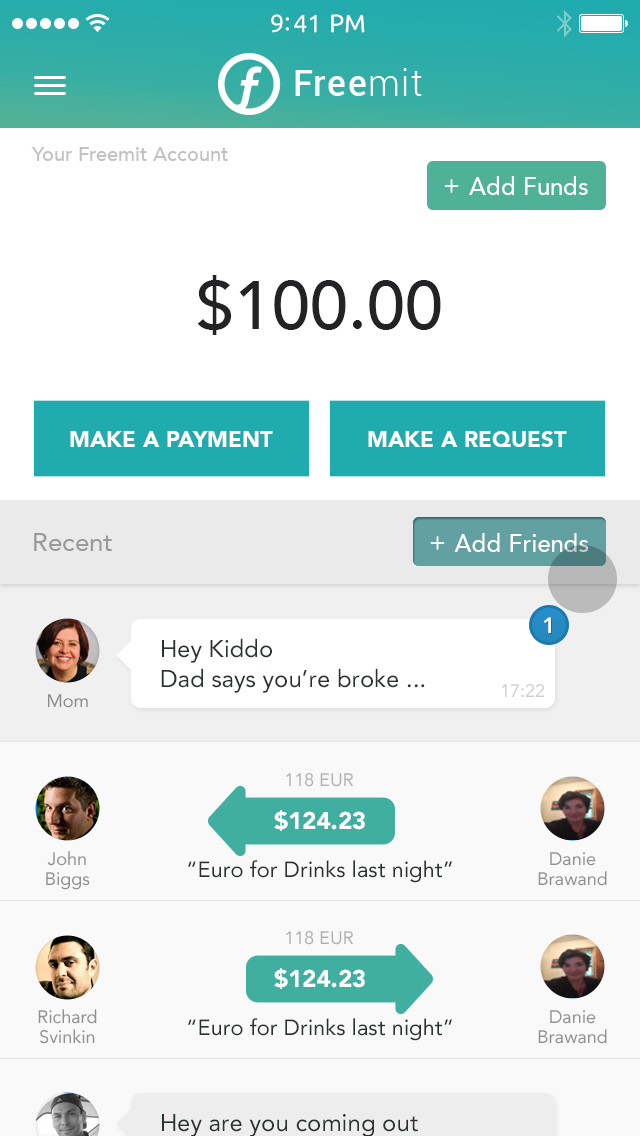 9:41 PM
f Freemit
Your Freemit Account
+ Add Funds
$100.00
MAKE A PAYMENT
MAKE A REQUEST
Recent
+ Add Friends
1
Hey Kiddo
Dad says you’re broke ...
17:22
Mom
118 EUR
$124.23
“Euro for Drinks last night”
John
Biggs
Danie
Brawand
118 EUR
$124.23
“Euro for Drinks last night”
Richard
Svinkin
Danie
Brawand
Hey are you coming out